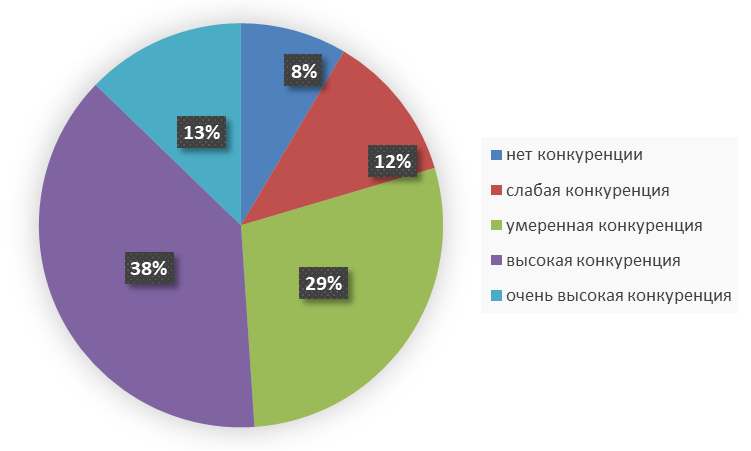 8%
12%
13%
38%
29%
нет конкуренции
слабая конкуренция
умеренная конкуренция
высокая конкуренция
очень высокая конкуренция